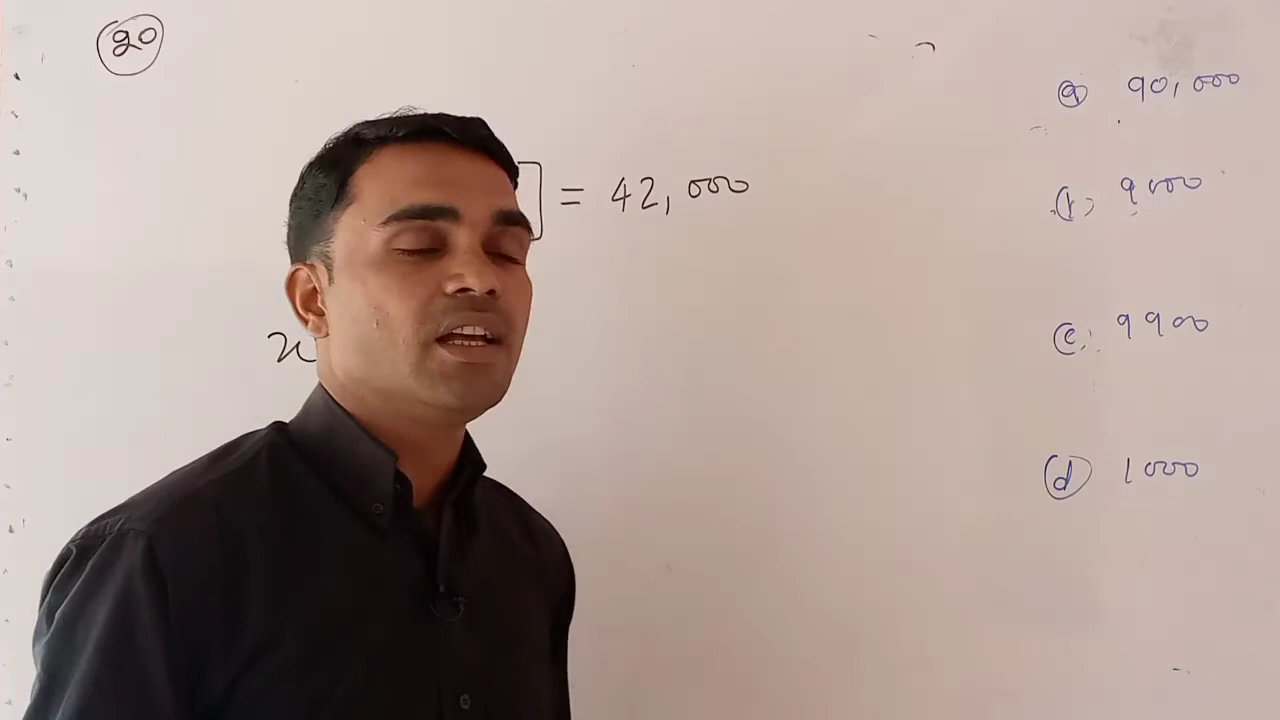 20
] = 42,000
x
(a) 90,000
(b) 9000
(c) 9900
(d) 1000